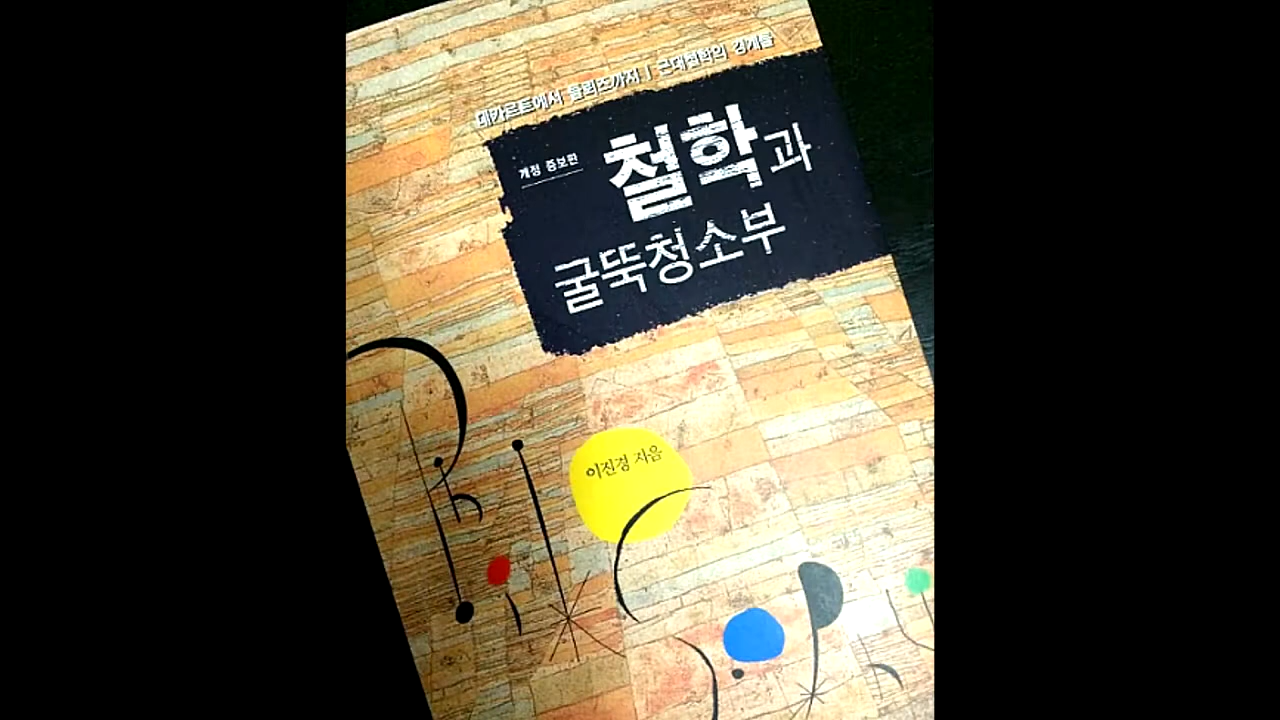 데카르트에서 들뢰즈까지 | 근대철학의 경계들
개정 증보판
철학과
굴뚝청소부
이진경 지음